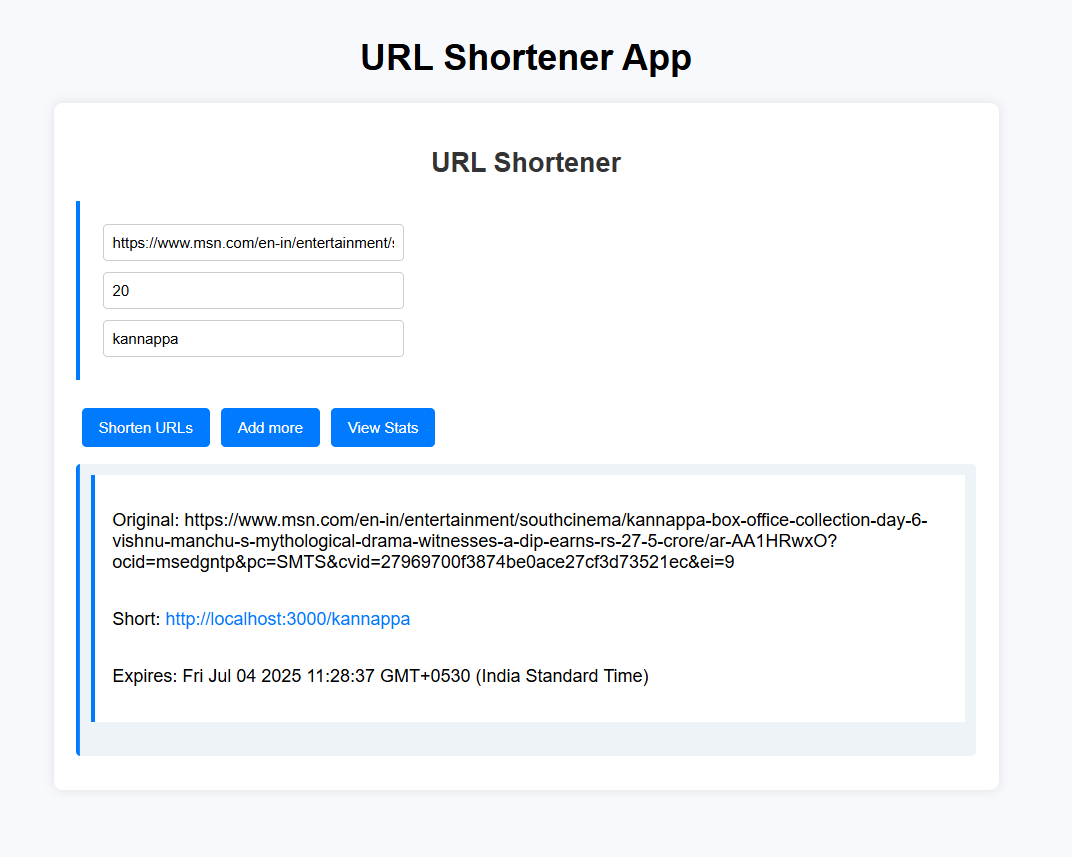 URL Shortener App
URL Shortener
https://www.msn.com/en-in/entertainment/s
20
kannappa
Shorten URLs Add more View Stats
Original: https://www.msn.com/en-in/entertainment/southcinema/kannappa-box-office-collection-day-6-
vishnu-manchu-s-mythological-drama-witnesses-a-dip-earns-rs-27-5-crore/ar-AA1HRwxO?
ocid=msedgntp&pc=SMTS&cvid=27969700f3874be0ace27cf3d73521ec&ei=9
Short: http://localhost:3000/kannappa
Expires: Fri Jul 04 2025 11:28:37 GMT+0530 (India Standard Time)